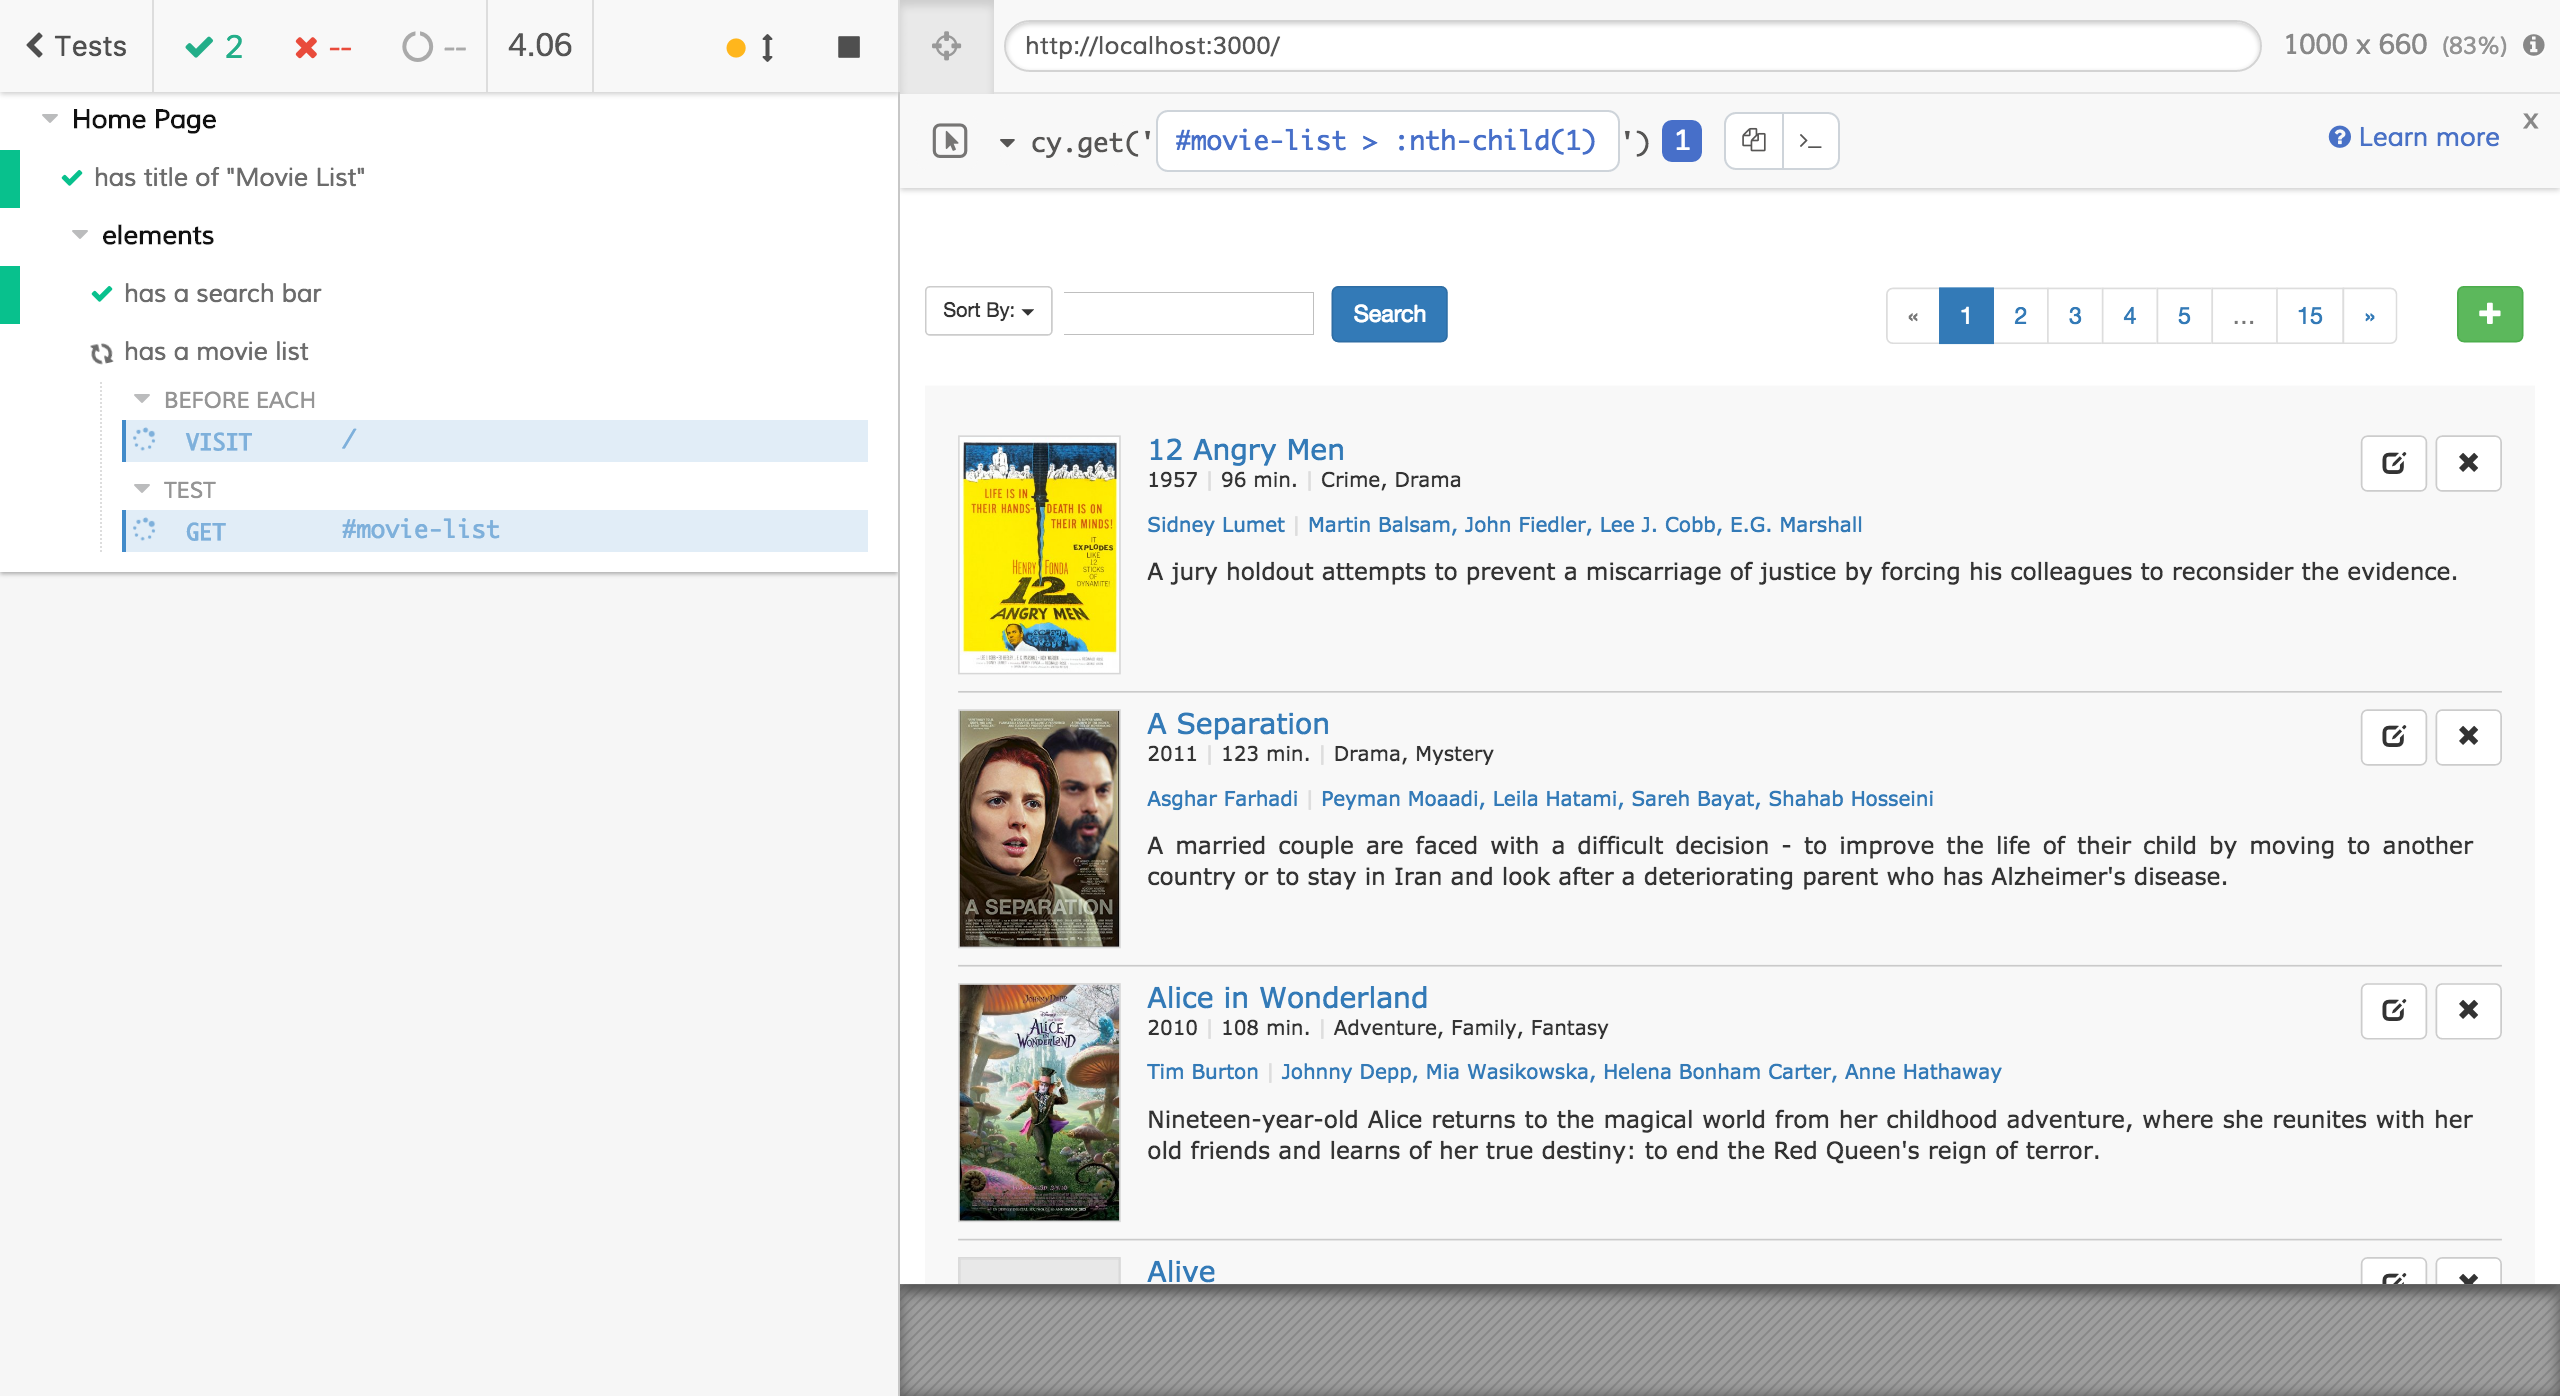 Tests 2 -- -- 4.06
Home Page
has title of "Movie List"
elements
has a search bar
has a movie list
BEFORE EACH
VISIT /
TEST
GET #movie-list
http://localhost:3000/ 1000 x 660 (83%)
cy.get('#movie-list > :nth-child(1)') 1 >_ Learn more x
Sort By: Search « 1 2 3 4 5 ... 15 » +
12 Angry Men
1957 | 96 min. | Crime, Drama
Sidney Lumet | Martin Balsam, John Fiedler, Lee J. Cobb, E.G. Marshall
A jury holdout attempts to prevent a miscarriage of justice by forcing his colleagues to reconsider the evidence.
LIFE IS IN
THEIR HANDS-
DEATH IS ON
THEIR MINDS!
IT
EXPLODES
LIKE
12
STICKS
OF
DYNAMITE!
HENRY FONDA
12
ANGRY MEN
A Separation
2011 | 123 min. | Drama, Mystery
Asghar Farhadi | Peyman Moaadi, Leila Hatami, Sareh Bayat, Shahab Hosseini
A married couple are faced with a difficult decision - to improve the life of their child by moving to another
country or to stay in Iran and look after a deteriorating parent who has Alzheimer's disease.
A SEPARATION
Alice in Wonderland
2010 | 108 min. | Adventure, Family, Fantasy
Tim Burton | Johnny Depp, Mia Wasikowska, Helena Bonham Carter, Anne Hathaway
Nineteen-year-old Alice returns to the magical world from her childhood adventure, where she reunites with her
old friends and learns of her true destiny: to end the Red Queen's reign of terror.
Johnny Depp
ALICE
IN
WONDERLAND
Alive